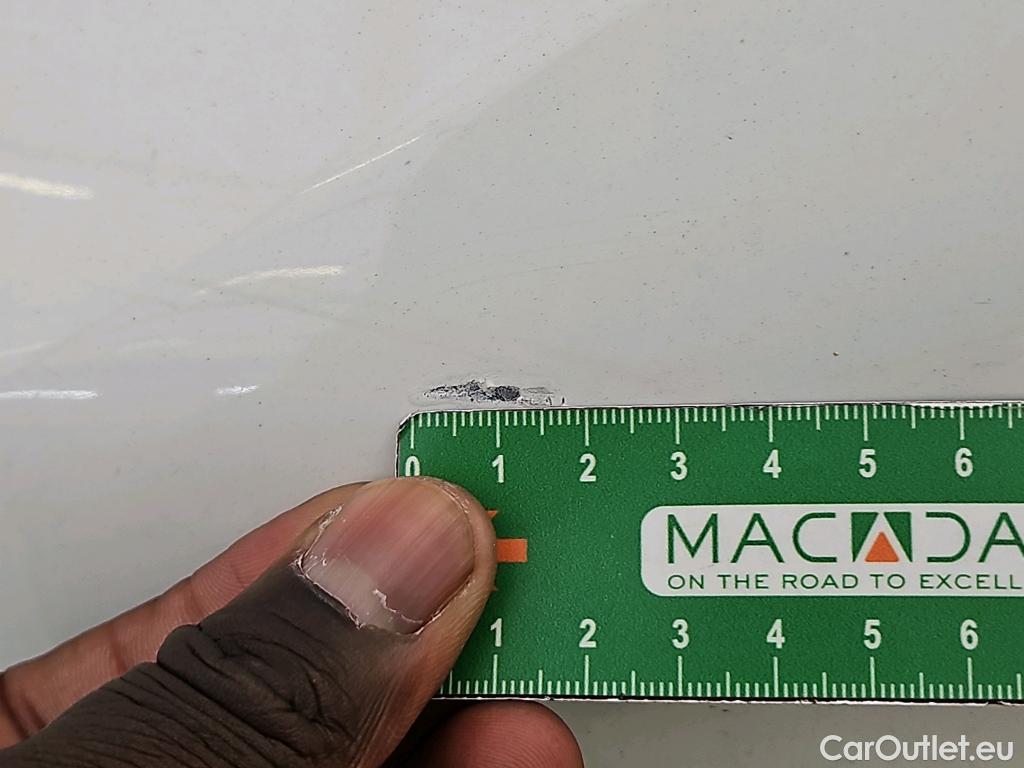 0 1 2 3 4 5 6
MACADA
ON THE ROAD TO EXCELL
1 2 3 4 5 6
CarOutlet.eu